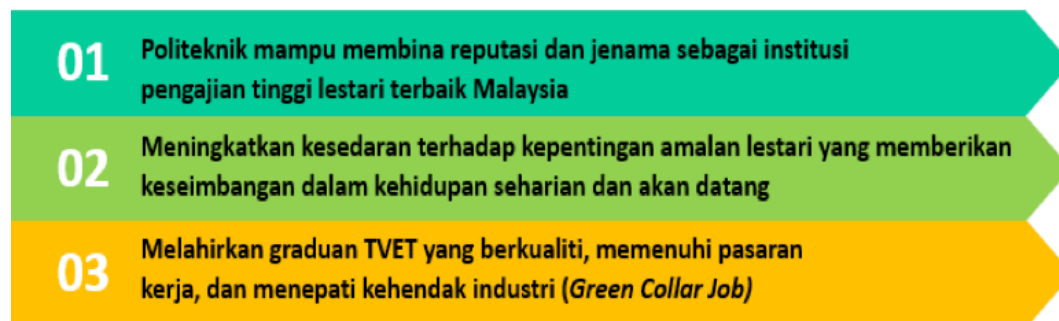 01
Politeknik mampu membina reputasi dan jenama sebagai institusi
pengajian tinggi lestari terbaik Malaysia
02
Meningkatkan kesedaran terhadap kepentingan amalan lestari yang memberikan
keseimbangan dalam kehidupan seharian dan akan datang
03
Melahirkan graduan TVET yang berkualiti, memenuhi pasaran
kerja, dan menepati kehendak industri (Green Collar Job)